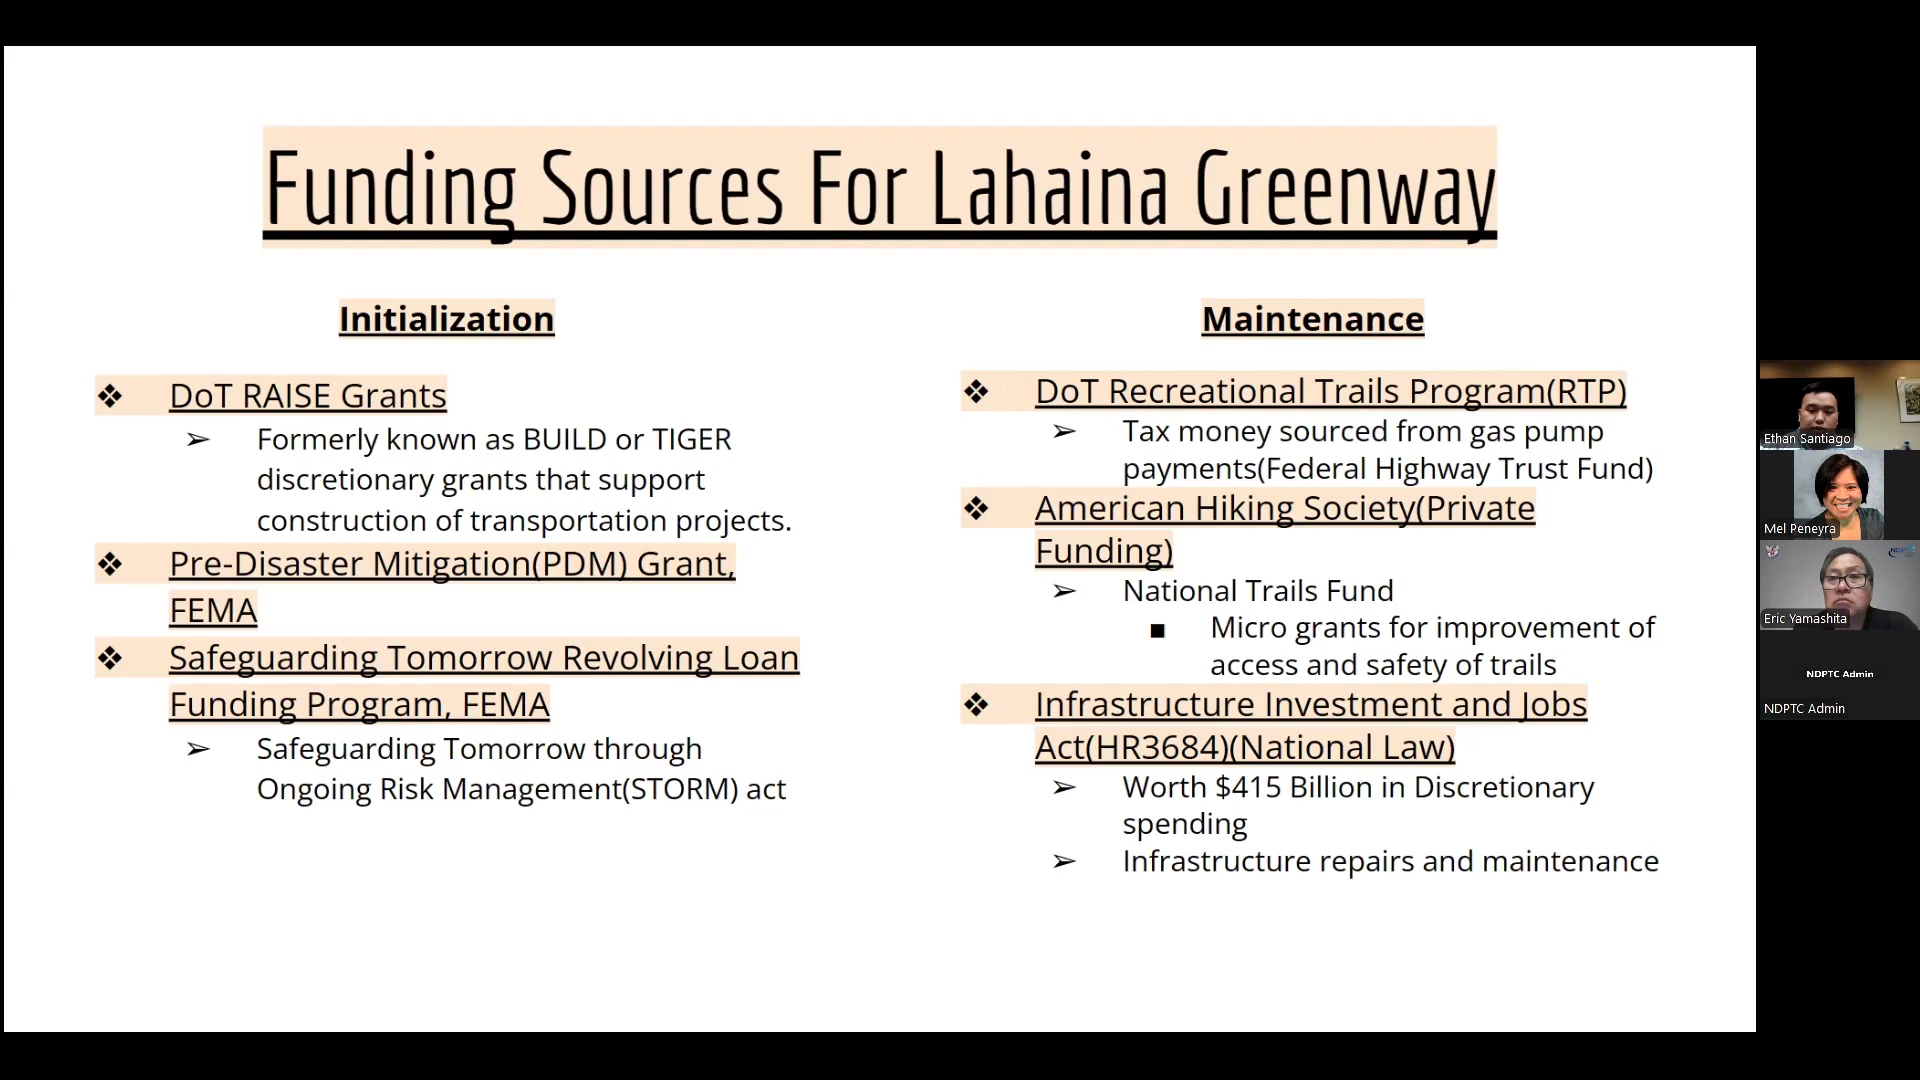 Funding Sources For Lahaina Greenway
Initialization
❖ DoT RAISE Grants
➢ Formerly known as BUILD or TIGER
discretionary grants that support
construction of transportation projects.
❖ Pre-Disaster Mitigation(PDM) Grant,
FEMA
❖ Safeguarding Tomorrow Revolving Loan
Funding Program, FEMA
➢ Safeguarding Tomorrow through
Ongoing Risk Management(STORM) act
Maintenance
❖ DoT Recreational Trails Program(RTP)
➢ Tax money sourced from gas pump
payments(Federal Highway Trust Fund)
❖ American Hiking Society(Private
Funding)
➢ National Trails Fund
■ Micro grants for improvement of
access and safety of trails
❖ Infrastructure Investment and Jobs
Act(HR3684)(National Law)
➢ Worth $415 Billion in Discretionary
spending
➢ Infrastructure repairs and maintenance
Ethan Santiago
Mel Peneyra
Eric Yamashita
NDPTC Admin
NDPTC Admin